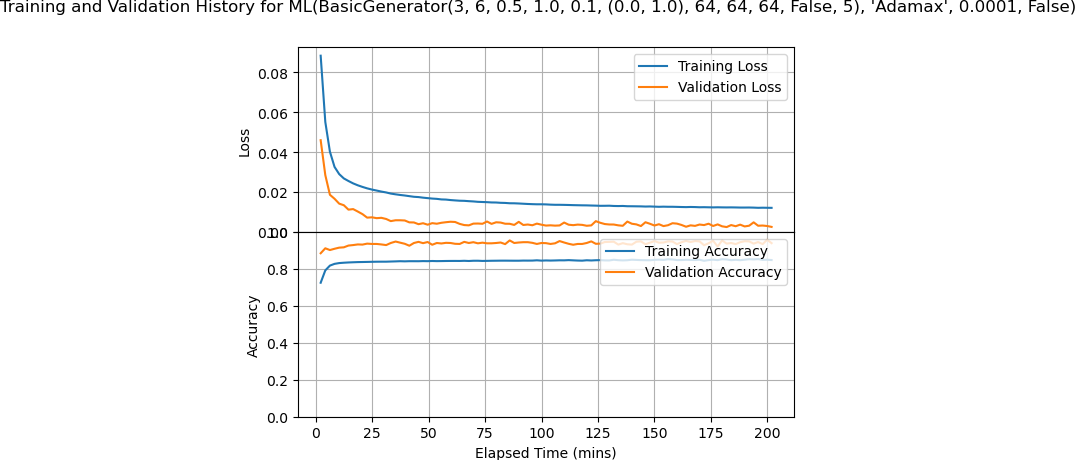 Training and Validation History for ML(BasicGenerator(3, 6, 0.5, 1.0, 0.1, (0.0, 1.0), 64, 64, 64, False, 5), 'Adamax', 0.0001, False)
Training Loss
Validation Loss
Loss
0.08
0.06
0.04
0.02
0.00
1.0
Training Accuracy
Validation Accuracy
Accuracy
0.8
0.6
0.4
0.2
0.0
0 25 50 75 100 125 150 175 200
Elapsed Time (mins)